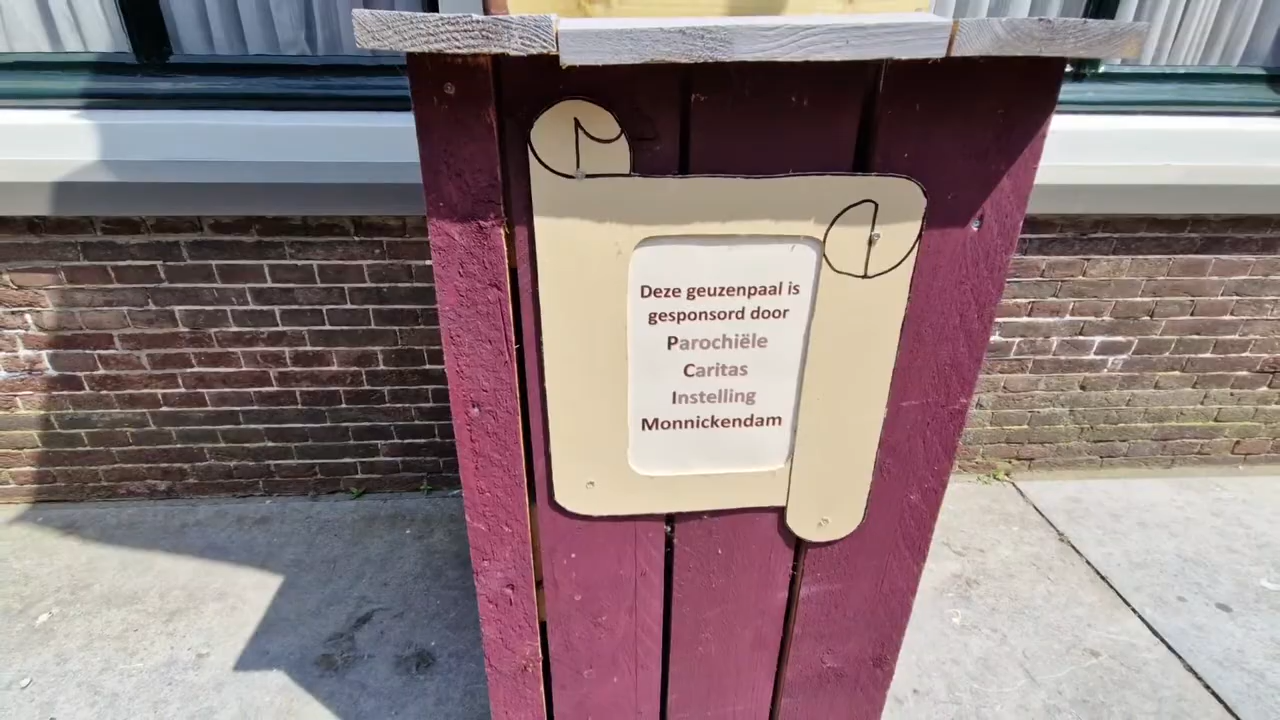 Deze geuzenpaal is
gesponsord door
Parochiële
Caritas
Instelling
Monnickendam